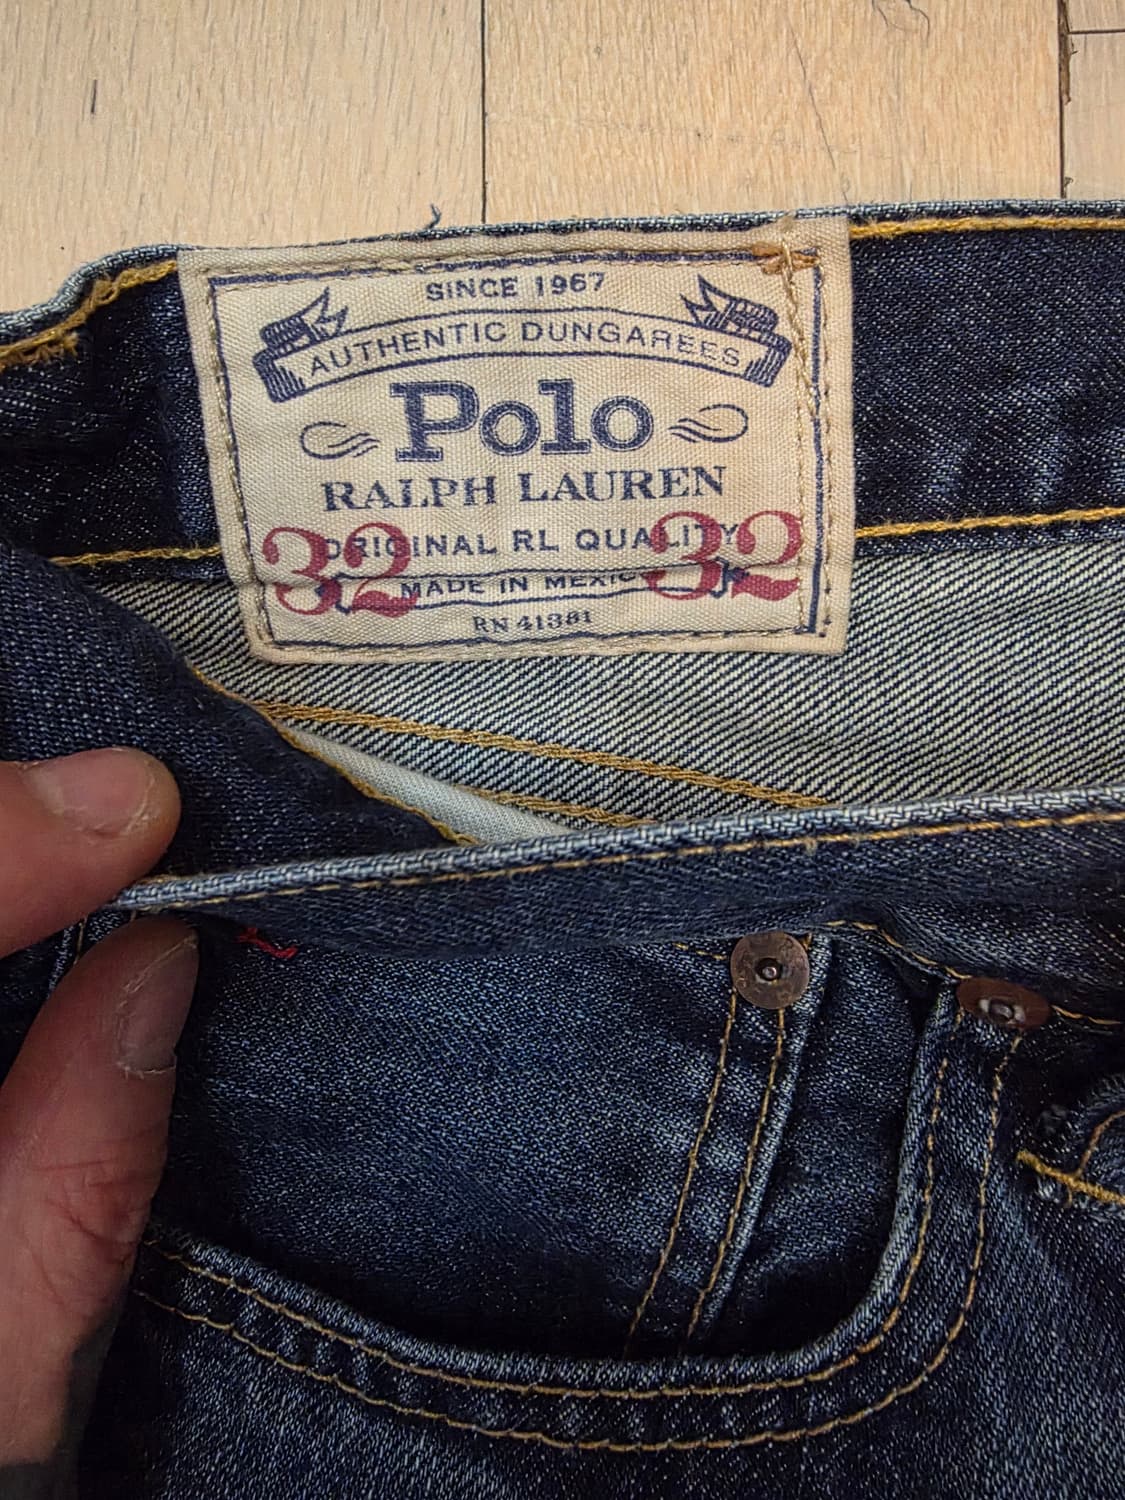 SINCE 1967
AUTHENTIC DUNGAREES
Polo
RALPH LAUREN
32 ORIGINAL RL QUALITY 32
MADE IN MEXICO
RN 41381